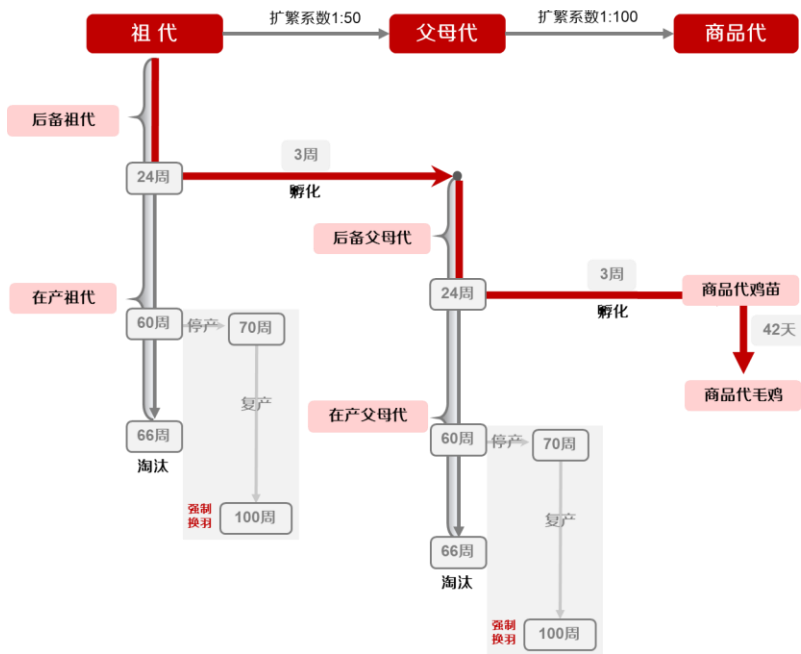 祖 代
扩繁系数1:50
父母代
扩繁系数1:100
商品代
后备祖代
24周
3周
孵化
后备父母代
在产祖代
24周
3周
孵化
商品代鸡苗
60周
停产
70周
42天
复产
商品代毛鸡
在产父母代
66周
淘汰
60周
停产
70周
强制
换羽
100周
复产
66周
淘汰
强制
换羽
100周